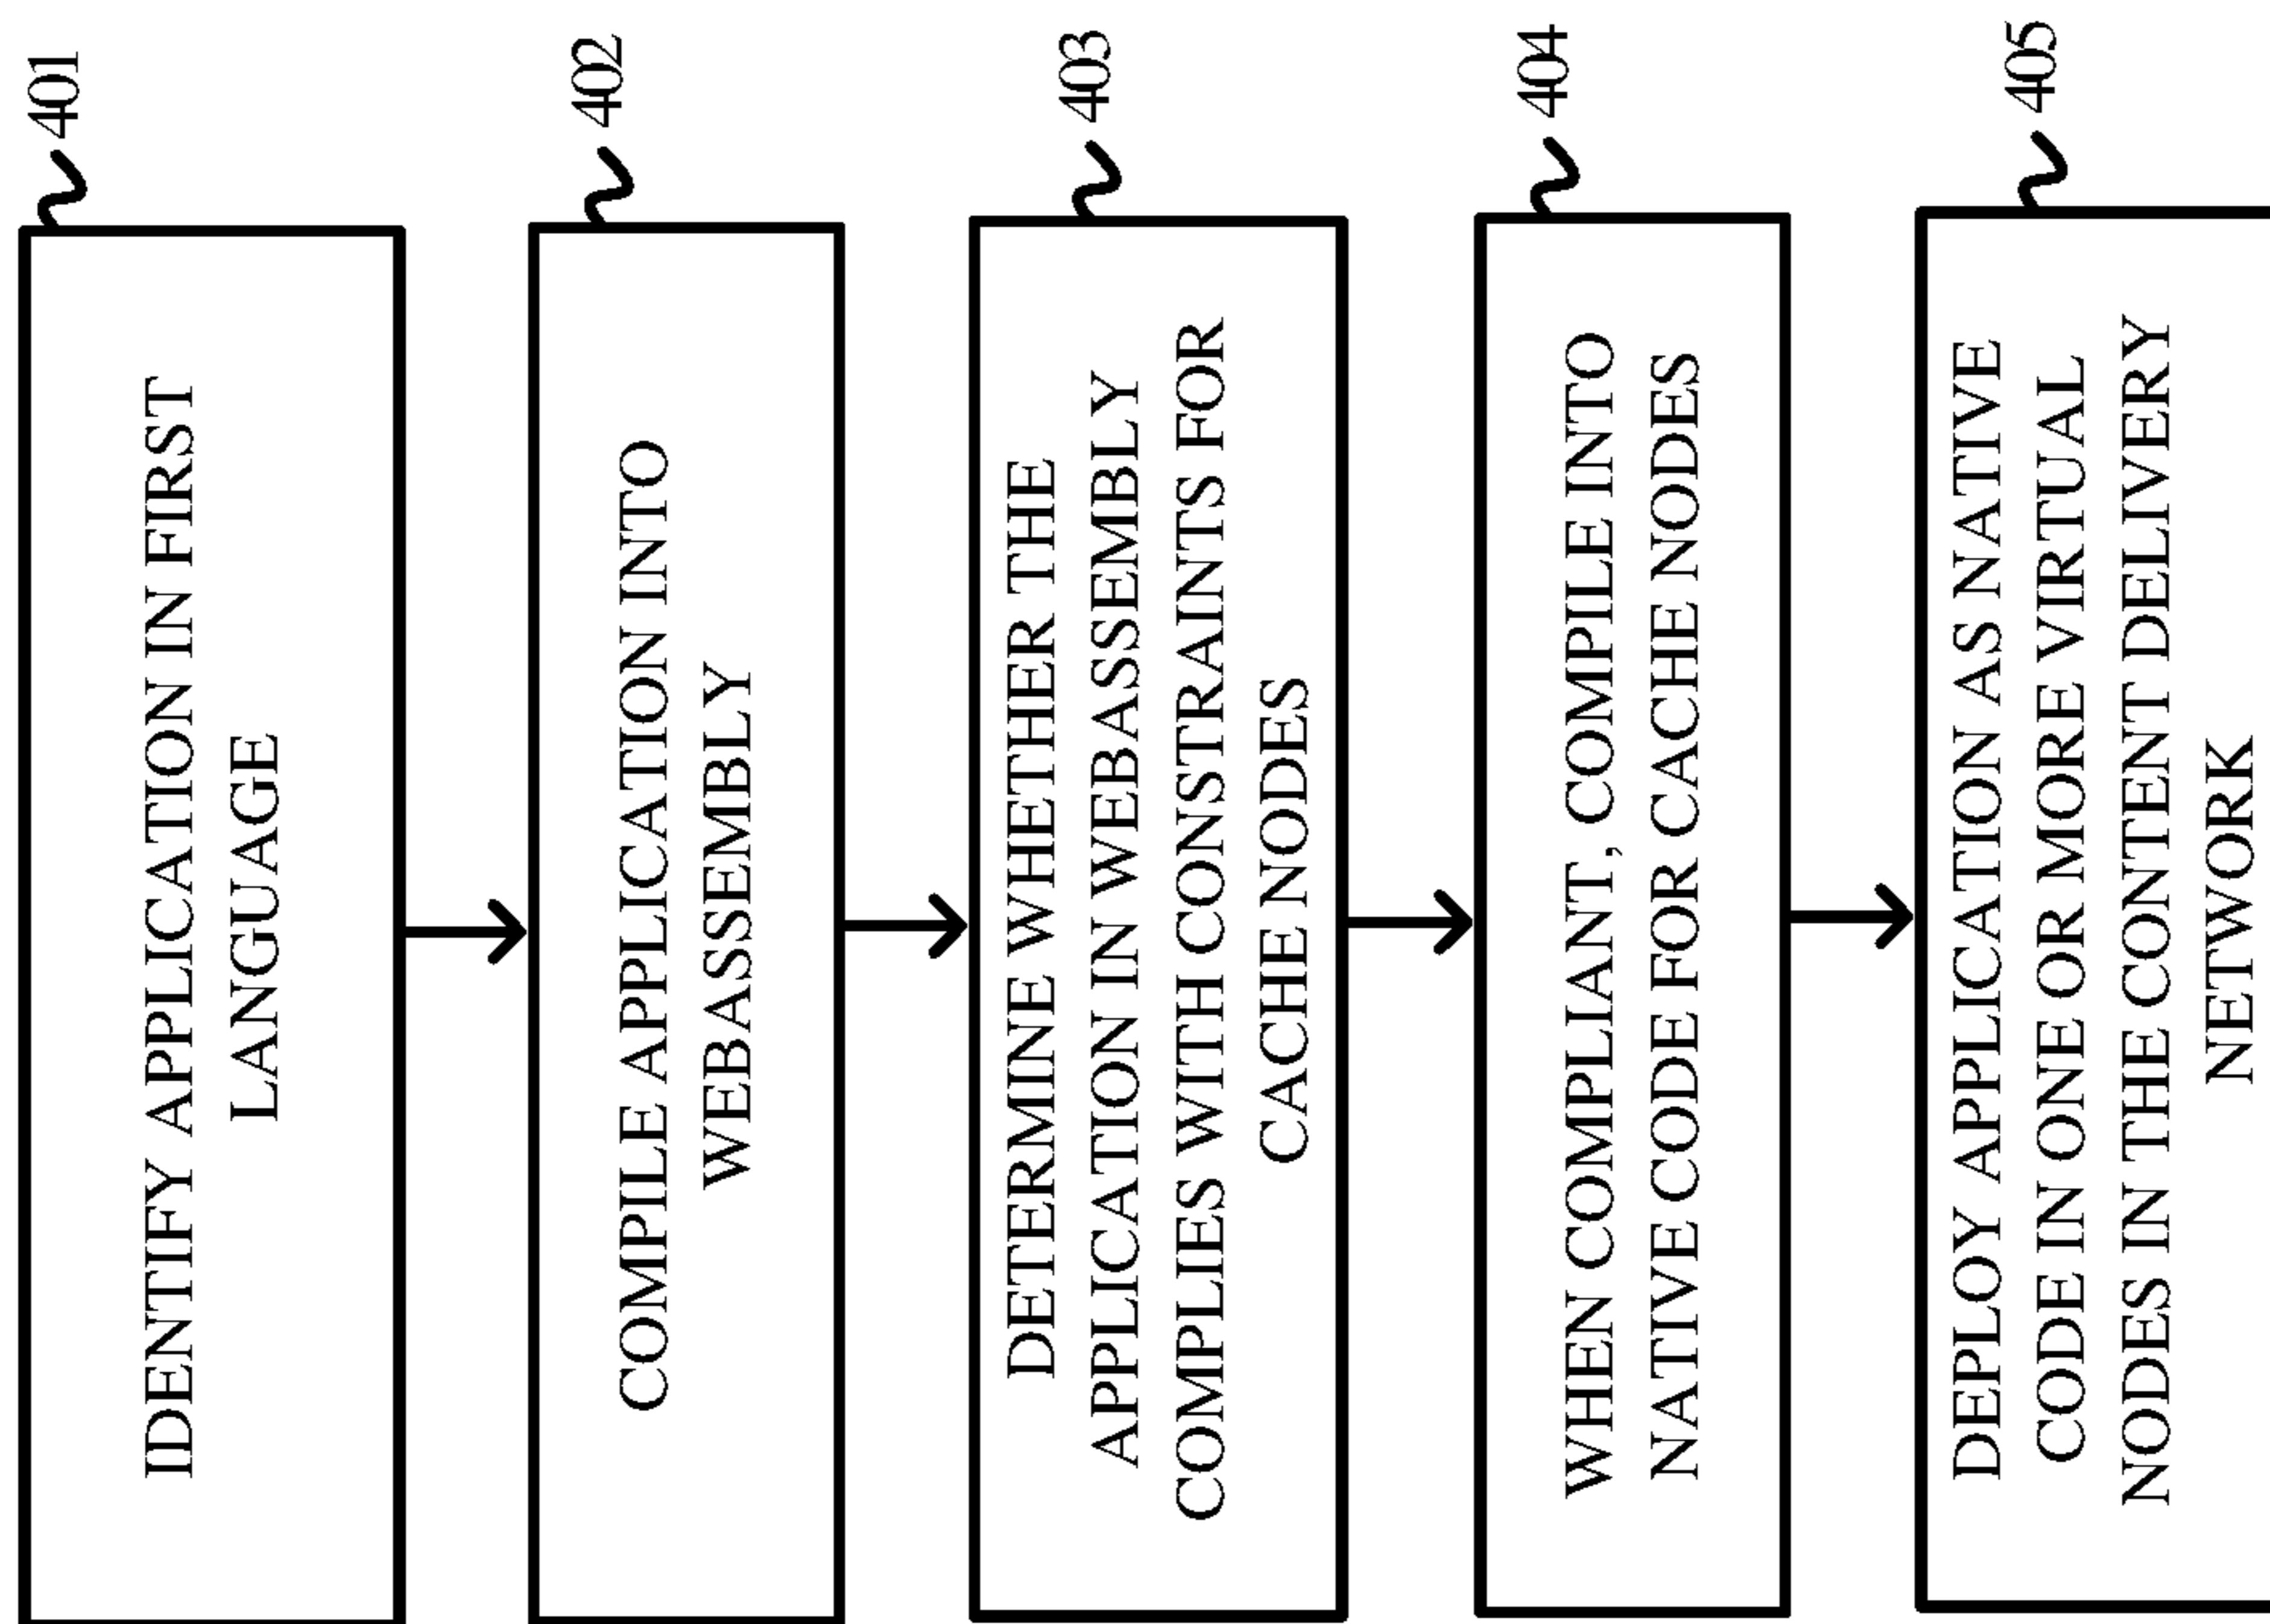 401
IDENTIFY APPLICATION IN FIRST
LANGUAGE
402
COMPILE APPLICATION INTO
WEBASSEMBLY
403
DETERMINE WHETHER THE
APPLICATION IN WEBASSEMBLY
COMPLIES WITH CONSTRAINTS FOR
CACHE NODES
404
WHEN COMPLIANT, COMPILE INTO
NATIVE CODE FOR CACHE NODES
405
DEPLOY APPLICATION AS NATIVE
CODE IN ONE OR MORE VIRTUAL
NODES IN THE CONTENT DELIVERY
NETWORK